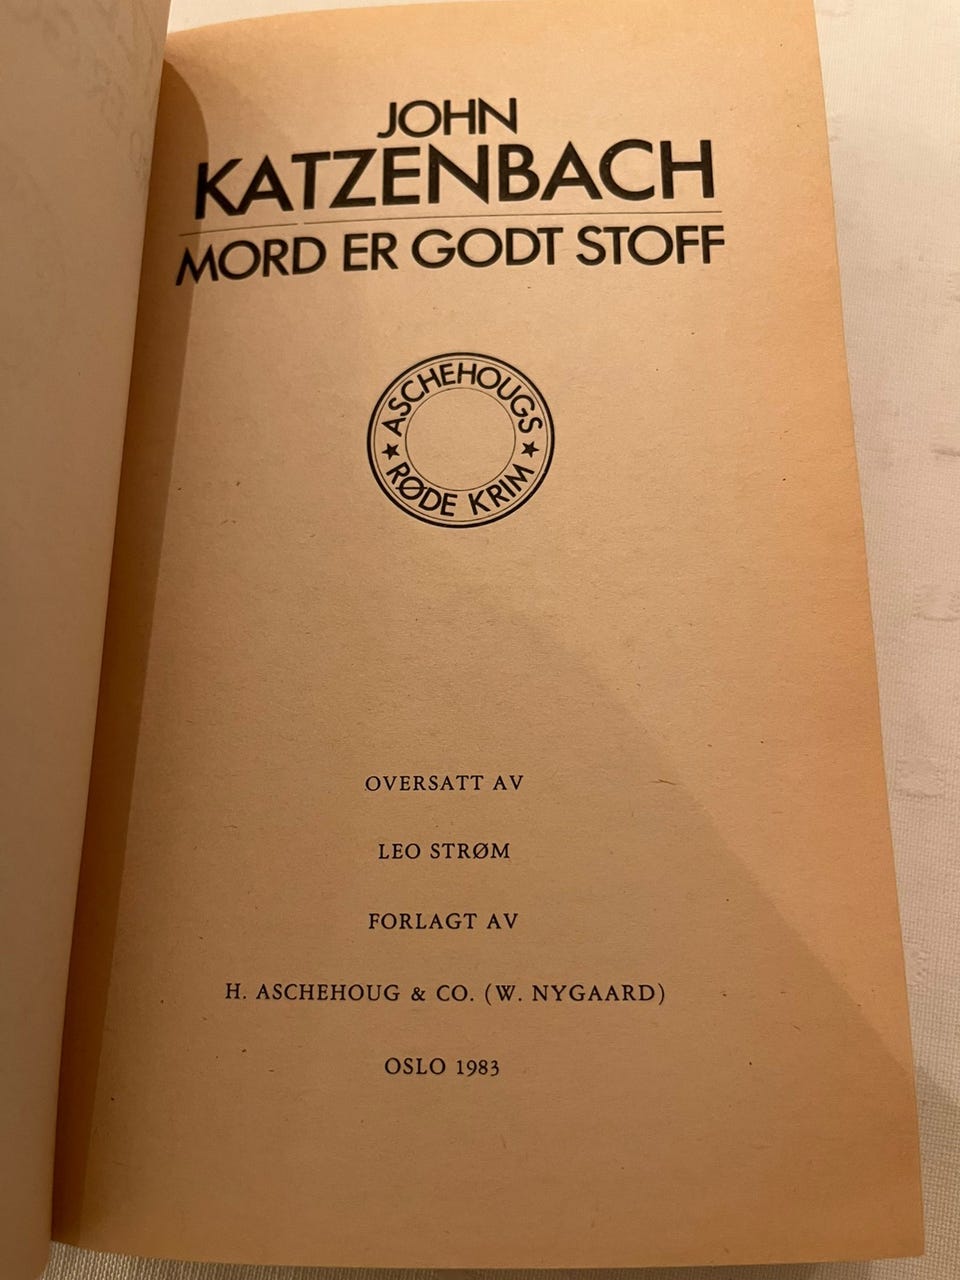 JOHN
KATZENBACH
MORD ER GODT STOFF
ASCHEHOUGS
★ RØDE KRIM ★
OVERSATT AV
LEO STRØM
FORLAGT AV
H. ASCHEHOUG & CO. (W. NYGAARD)
OSLO 1983